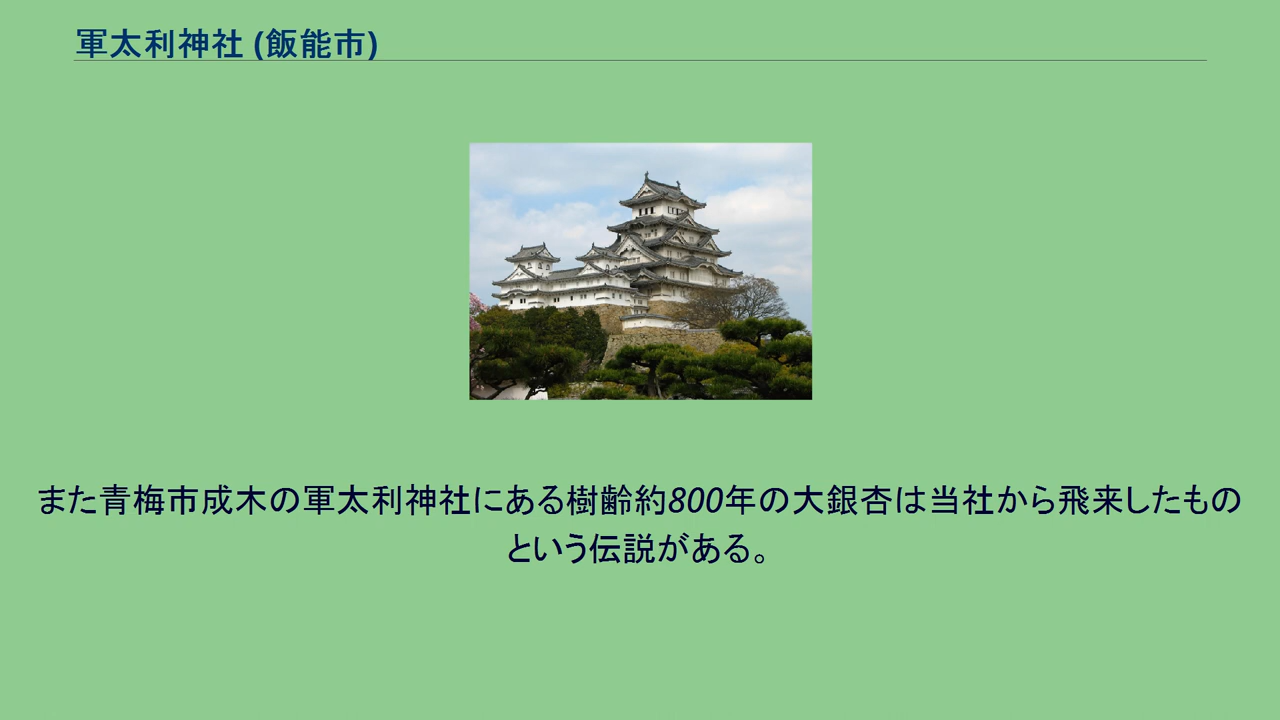 軍太利神社 (飯能市)
また青梅市成木の軍太利神社にある樹齢約800年の大銀杏は当社から飛来したもの
という伝説がある。